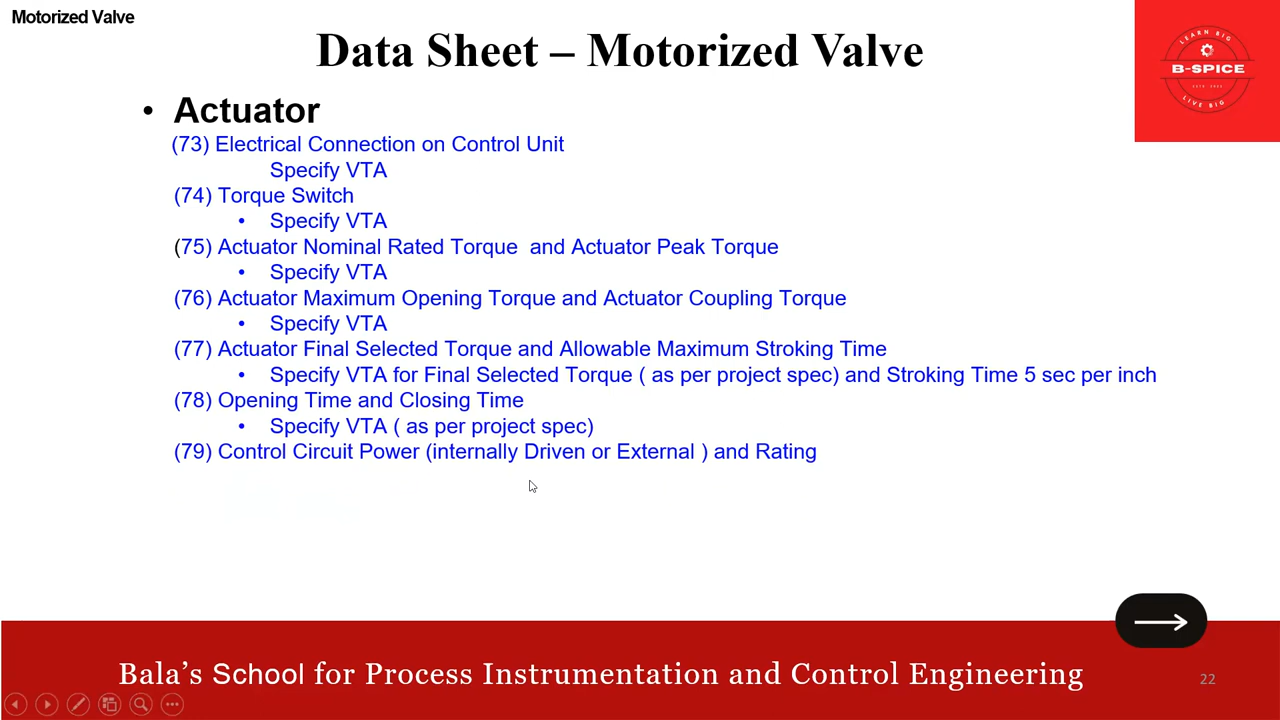 Motorized Valve
Data Sheet – Motorized Valve
LEARN BIG
B-SPICE
LIVE BIG
• Actuator
(73) Electrical Connection on Control Unit
Specify VTA
(74) Torque Switch
• Specify VTA
(75) Actuator Nominal Rated Torque and Actuator Peak Torque
• Specify VTA
(76) Actuator Maximum Opening Torque and Actuator Coupling Torque
• Specify VTA
(77) Actuator Final Selected Torque and Allowable Maximum Stroking Time
• Specify VTA for Final Selected Torque ( as per project spec) and Stroking Time 5 sec per inch
(78) Opening Time and Closing Time
• Specify VTA ( as per project spec)
(79) Control Circuit Power (internally Driven or External ) and Rating
Bala’s School for Process Instrumentation and Control Engineering
22